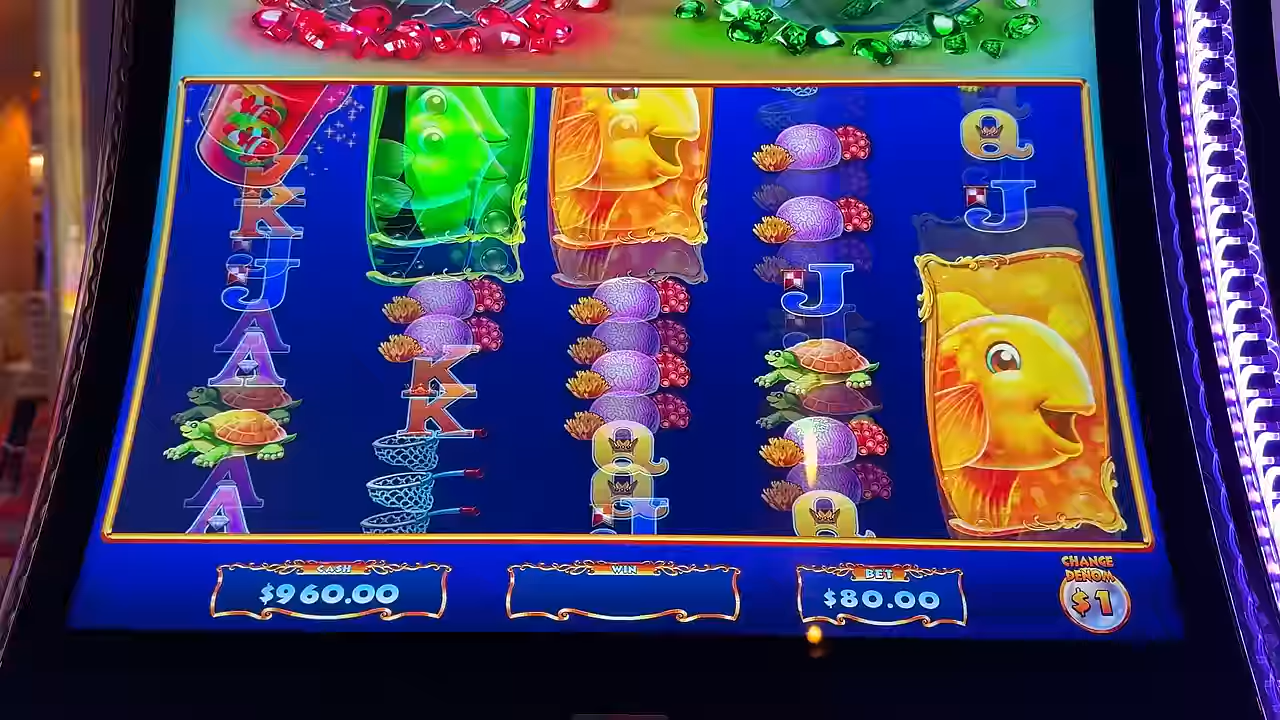 Q
K
J
J
J
A
K
K
A
Q
Q
J
Q
CASH
$960.00
WIN
BET
$80.00
CHANGE
DENOM
$1